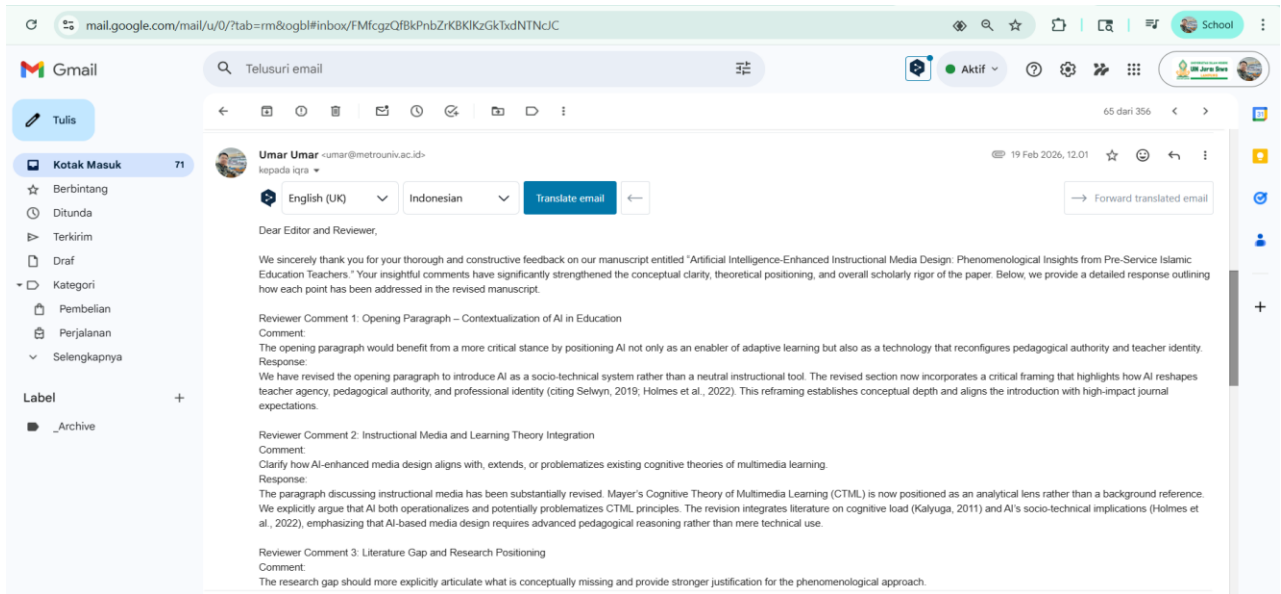 mail.google.com/mail/u/0/?tab=rm&ogbl#inbox/FMfcgzQfBkPnbZrKBKlKzGkTxdNTNcJC
School
Gmail
Telusuri email
Aktif
Tulis
65 dari 356
Kotak Masuk 71
Berbintang
Ditunda
Terkirim
Draf
Kategori
Pembelian
Perjalanan
Selengkapnya
Label
_Archive
Umar Umar <umar@metrouniv.ac.id>
19 Feb 2026, 12.01
kepada iqra
English (UK)
Indonesian
Translate email
Forward translated email
Dear Editor and Reviewer,
We sincerely thank you for your thorough and constructive feedback on our manuscript entitled “Artificial Intelligence-Enhanced Instructional Media Design: Phenomenological Insights from Pre-Service Islamic
Education Teachers.” Your insightful comments have significantly strengthened the conceptual clarity, theoretical positioning, and overall scholarly rigor of the paper. Below, we provide a detailed response outlining
how each point has been addressed in the revised manuscript.
Reviewer Comment 1: Opening Paragraph – Contextualization of AI in Education
Comment:
The opening paragraph would benefit from a more critical stance by positioning AI not only as an enabler of adaptive learning but also as a technology that reconfigures pedagogical authority and teacher identity.
Response:
We have revised the opening paragraph to introduce AI as a socio-technical system rather than a neutral instructional tool. The revised section now incorporates a critical framing that highlights how AI reshapes
teacher agency, pedagogical authority, and professional identity (citing Selwyn, 2019; Holmes et al., 2022). This reframing establishes conceptual depth and aligns the introduction with high-impact journal
expectations.
Reviewer Comment 2: Instructional Media and Learning Theory Integration
Comment:
Clarify how AI-enhanced media design aligns with, extends, or problematizes existing cognitive theories of multimedia learning.
Response:
The paragraph discussing instructional media has been substantially revised. Mayer’s Cognitive Theory of Multimedia Learning (CTML) is now positioned as an analytical lens rather than a background reference.
We explicitly argue that AI both operationalizes and potentially problematizes CTML principles. The revision integrates literature on cognitive load (Kalyuga, 2011) and AI’s socio-technical implications (Holmes et
al., 2022), emphasizing that AI-based media design requires advanced pedagogical reasoning rather than mere technical use.
Reviewer Comment 3: Literature Gap and Research Positioning
Comment:
The research gap should more explicitly articulate what is conceptually missing and provide stronger justification for the phenomenological approach.